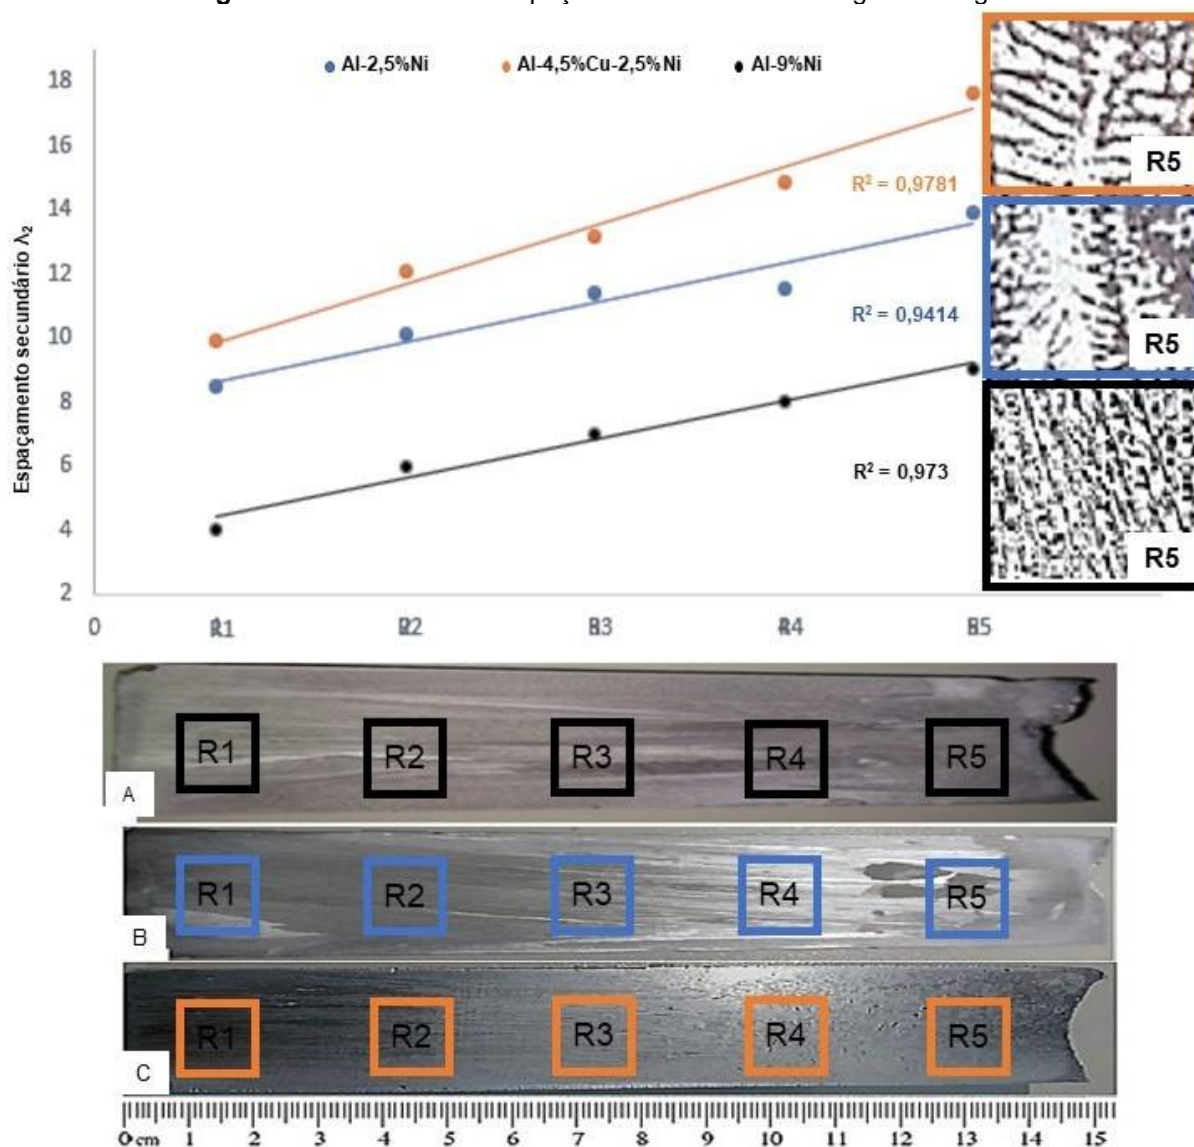 18
Al-2,5%Ni Al-4,5%Cu-2,5%Ni Al-9%Ni
16
14
12
10
8
6
4
2
Espaçamento secundário λ₂
R² = 0,9781
R² = 0,9414
R² = 0,973
R5
R5
R5
0 R1 R2 R3 R4 R5
R1 R2 R3 R4 R5
A
R1 R2 R3 R4 R5
B
R1 R2 R3 R4 R5
C
0 cm 1 2 3 4 5 6 7 8 9 10 11 12 13 14 15